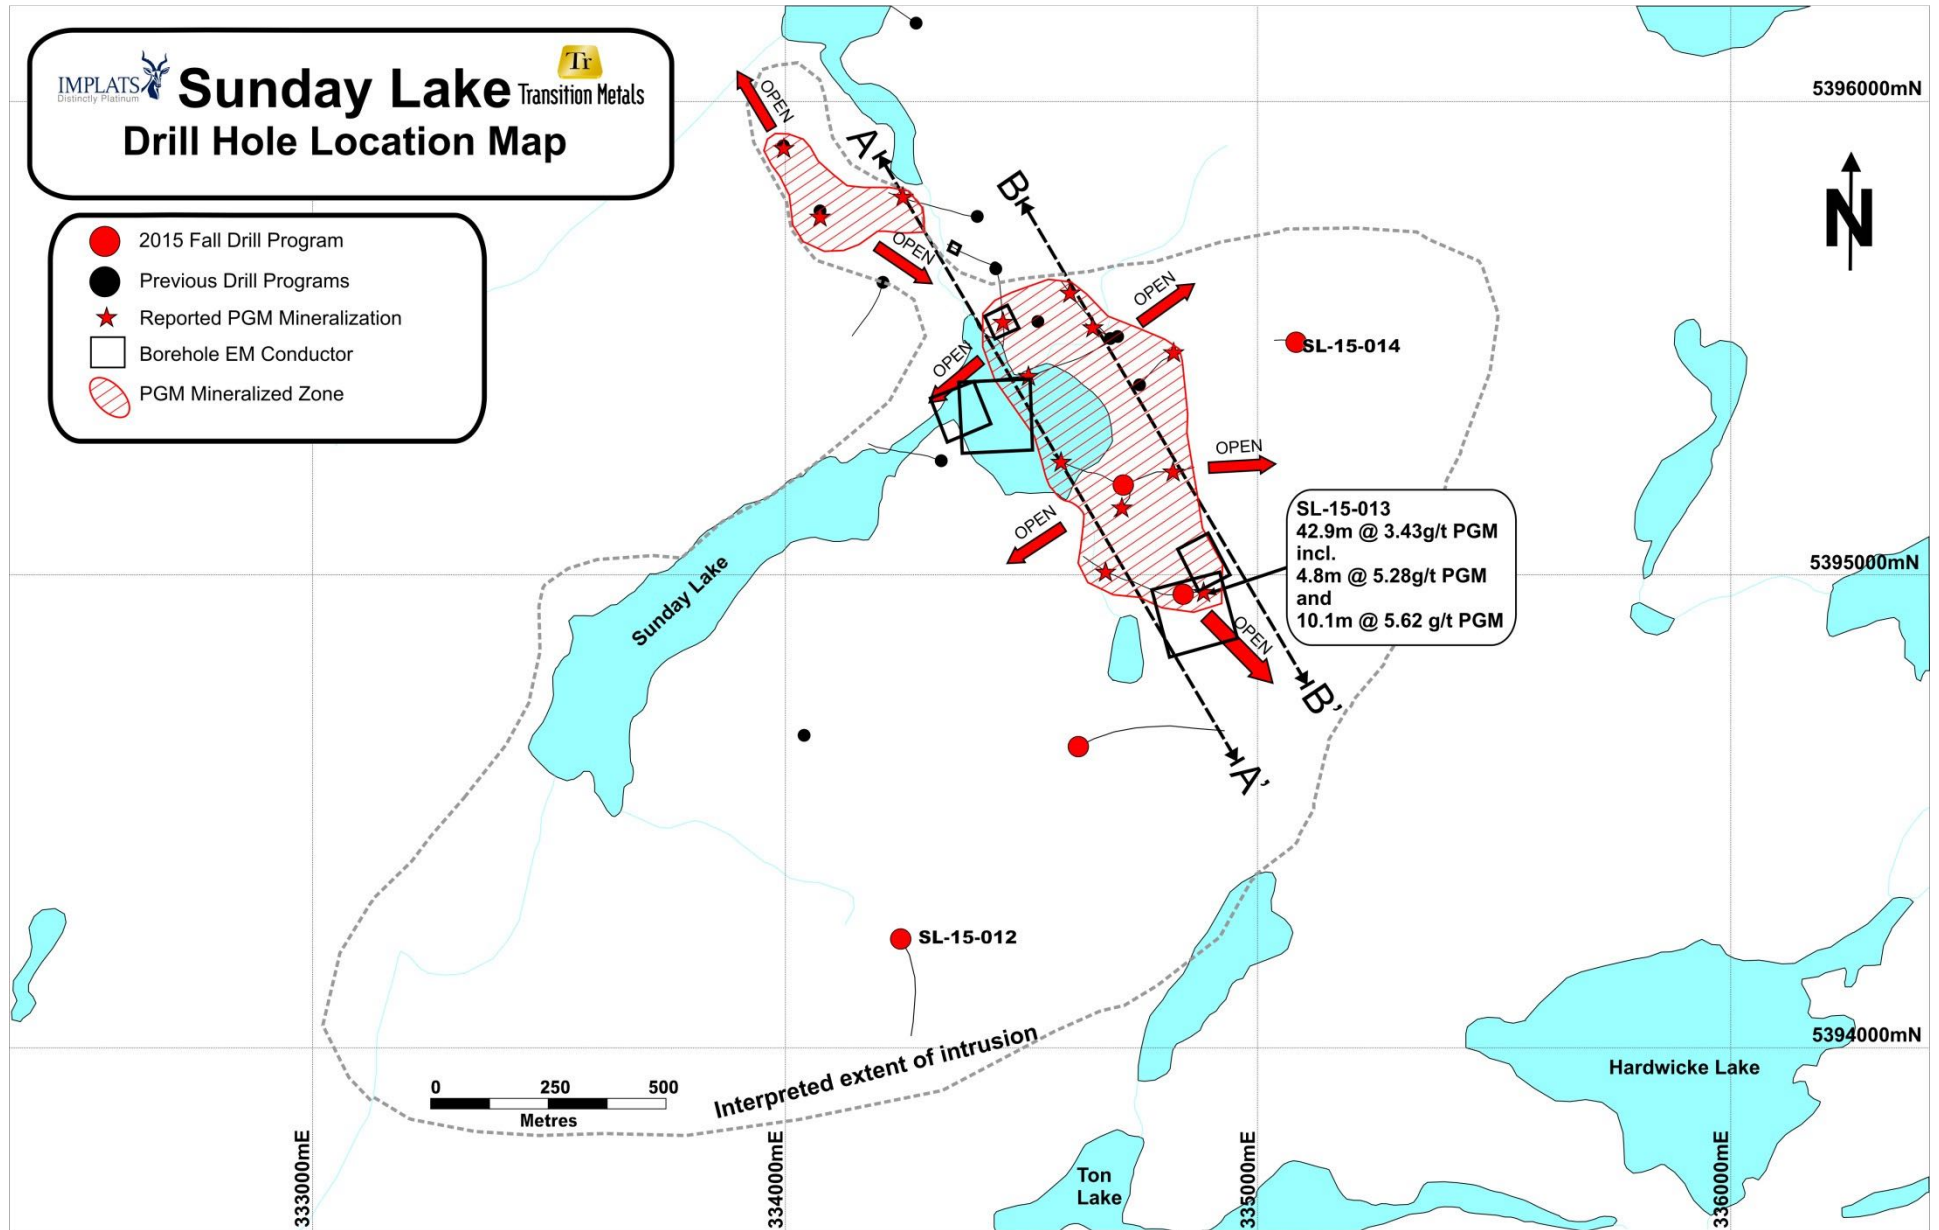 IMPLATS
Distinctly Platinum
Sunday Lake
Tr
Transition Metals
Drill Hole Location Map
2015 Fall Drill Program
Previous Drill Programs
Reported PGM Mineralization
Borehole EM Conductor
PGM Mineralized Zone
5396000mN
OPEN
A
B
N
OPEN
OPEN
SL-15-014
OPEN
OPEN
SL-15-013
42.9m @ 3.43g/t PGM
incl.
4.8m @ 5.28g/t PGM
and
10.1m @ 5.62 g/t PGM
OPEN
5395000mN
Sunday Lake
OPEN
B'
A'
SL-15-012
5394000mN
Interpreted extent of intrusion
Hardwicke Lake
0 250 500
Metres
Ton
Lake
333000mE
334000mE
335000mE
336000mE